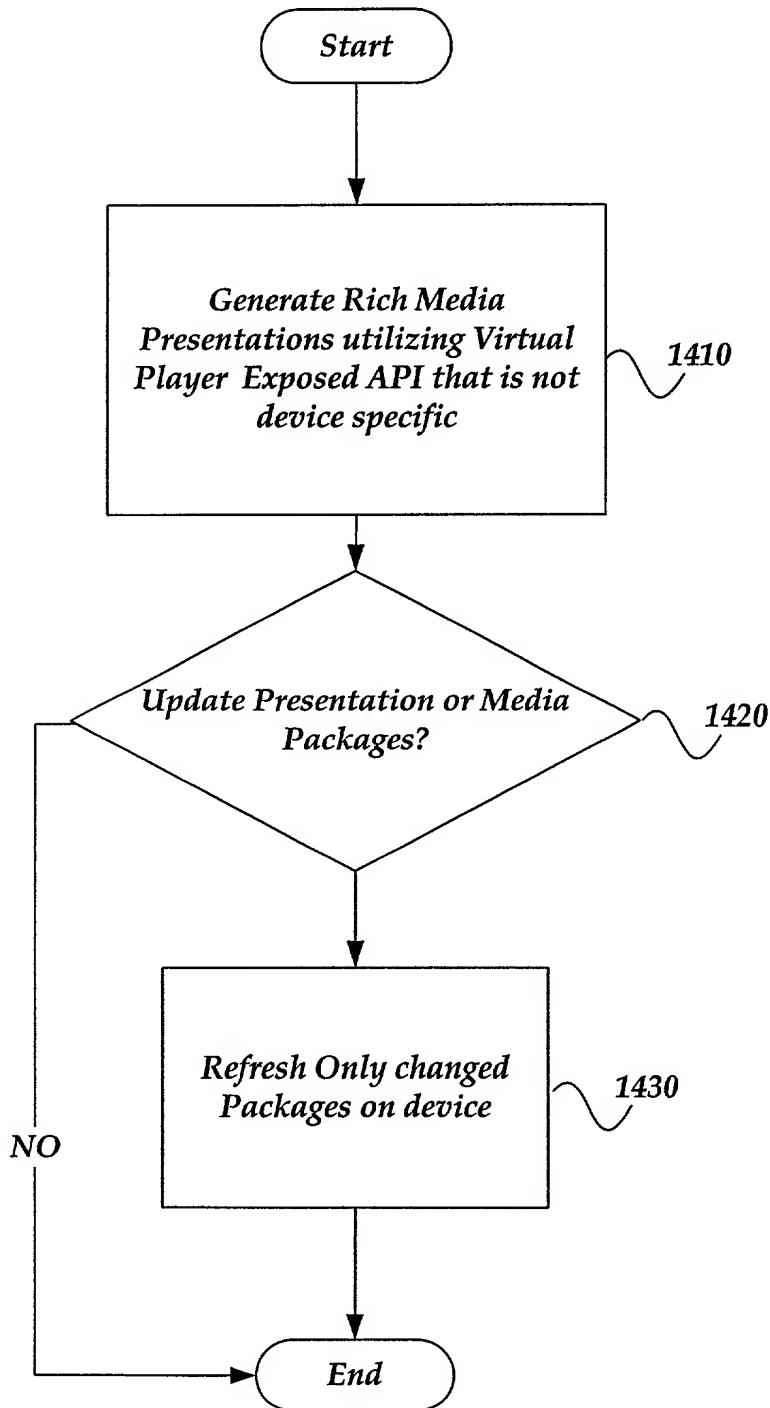 Start
Generate Rich Media
Presentations utilizing Virtual
Player Exposed API that is not
device specific
1410
Update Presentation or Media
Packages?
1420
Refresh Only changed
Packages on device
1430
NO
End